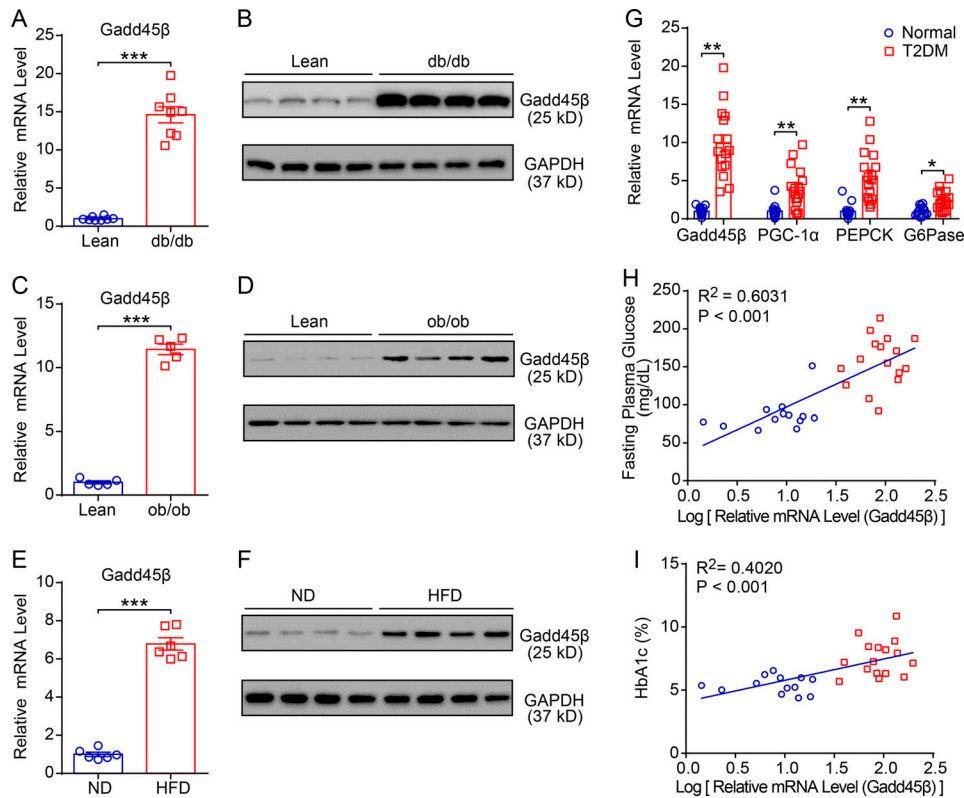 A
Gadd45β
***
Relative mRNA Level
25
20
15
10
5
0
Lean
db/db
B
Lean
db/db
Gadd45β
(25 kD)
GAPDH
(37 kD)
C
Gadd45β
***
Relative mRNA Level
15
10
5
0
Lean
ob/ob
D
Lean
ob/ob
Gadd45β
(25 kD)
GAPDH
(37 kD)
E
Gadd45β
***
Relative mRNA Level
8
6
4
2
0
ND
HFD
F
ND
HFD
Gadd45β
(25 kD)
GAPDH
(37 kD)
G
Normal
T2DM
**
**
**
*
Relative mRNA Level
25
20
15
10
5
0
Gadd45β
PGC-1α
PEPCK
G6Pase
H
R² = 0.6031
P < 0.001
Fasting Plasma Glucose
(mg/dL)
250
200
150
100
50
0
0.0 0.5 1.0 1.5 2.0 2.5
Log [ Relative mRNA Level (Gadd45β) ]
I
R² = 0.4020
P < 0.001
HbA1c (%)
15
10
5
0
0.0 0.5 1.0 1.5 2.0 2.5
Log [ Relative mRNA Level (Gadd45β) ]